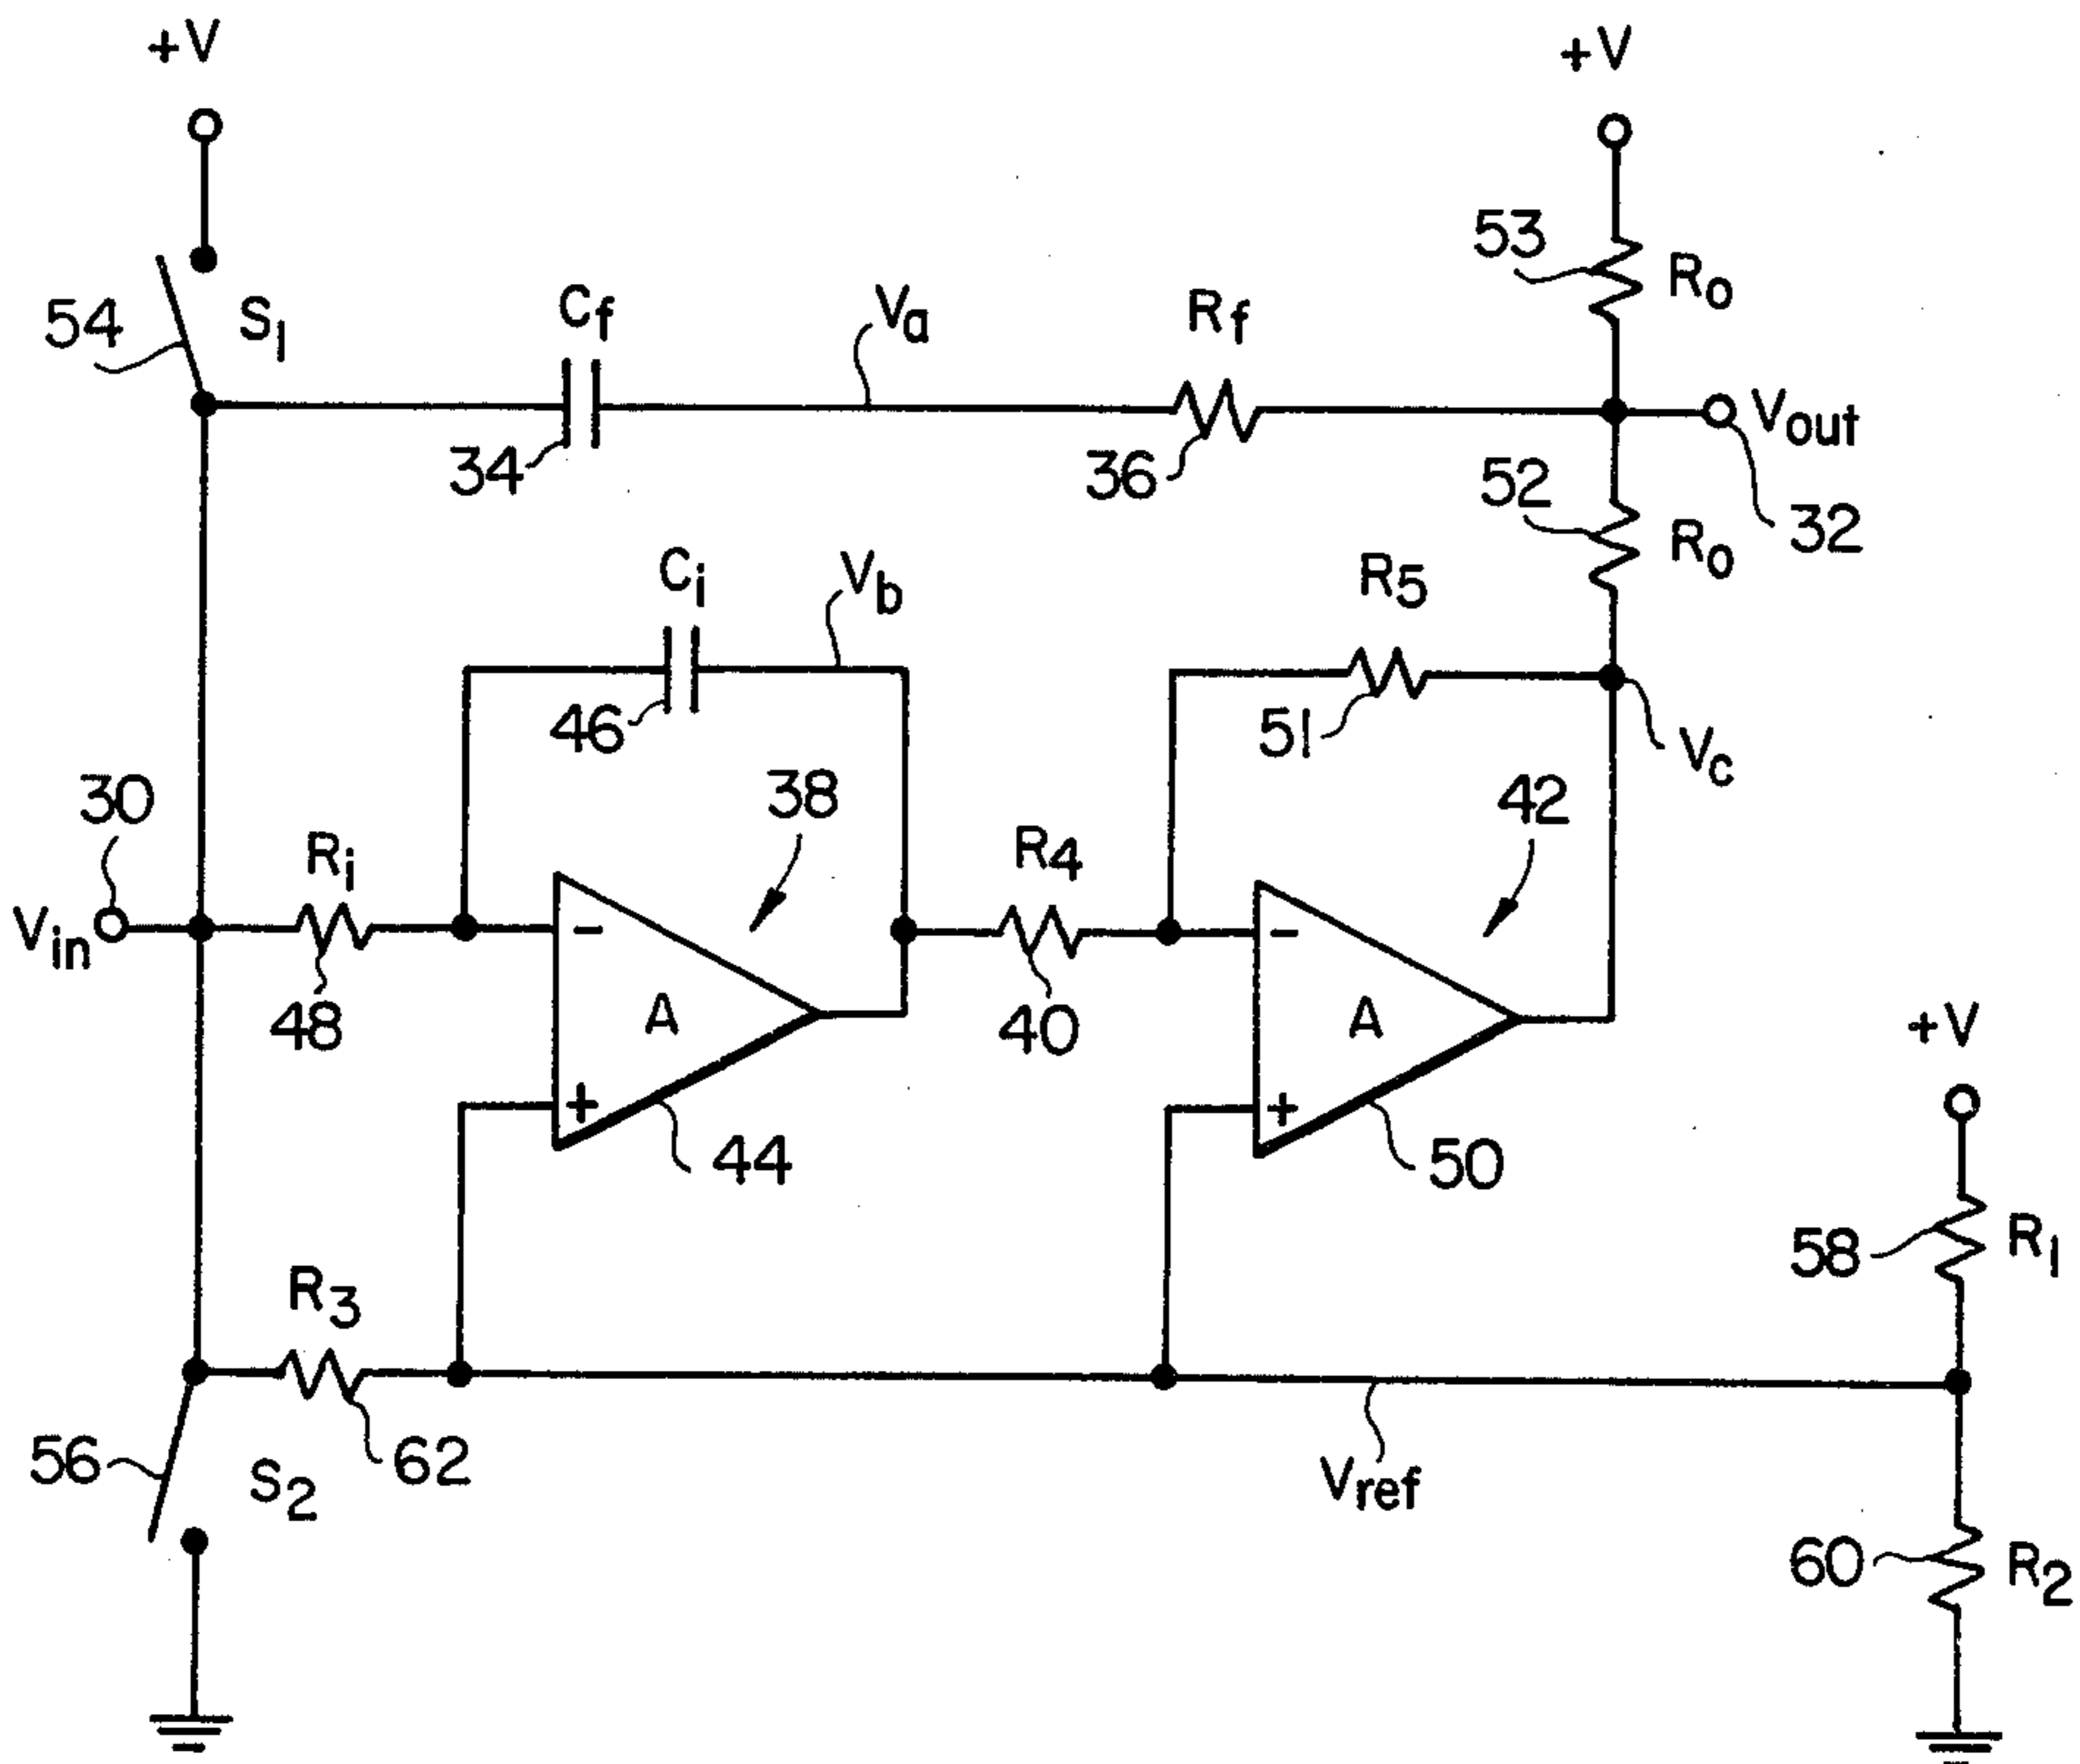 +V
+V
53
Ro
54
S1
Cf
Va
Rf
Vout
34
36
52
Ro
32
Ci
Vb
R5
46
51
Vc
30
38
42
Ri
R4
Vin
-
-
48
A
40
A
+V
+
+
44
50
58
R1
R3
56
S2
62
Vref
60
R2